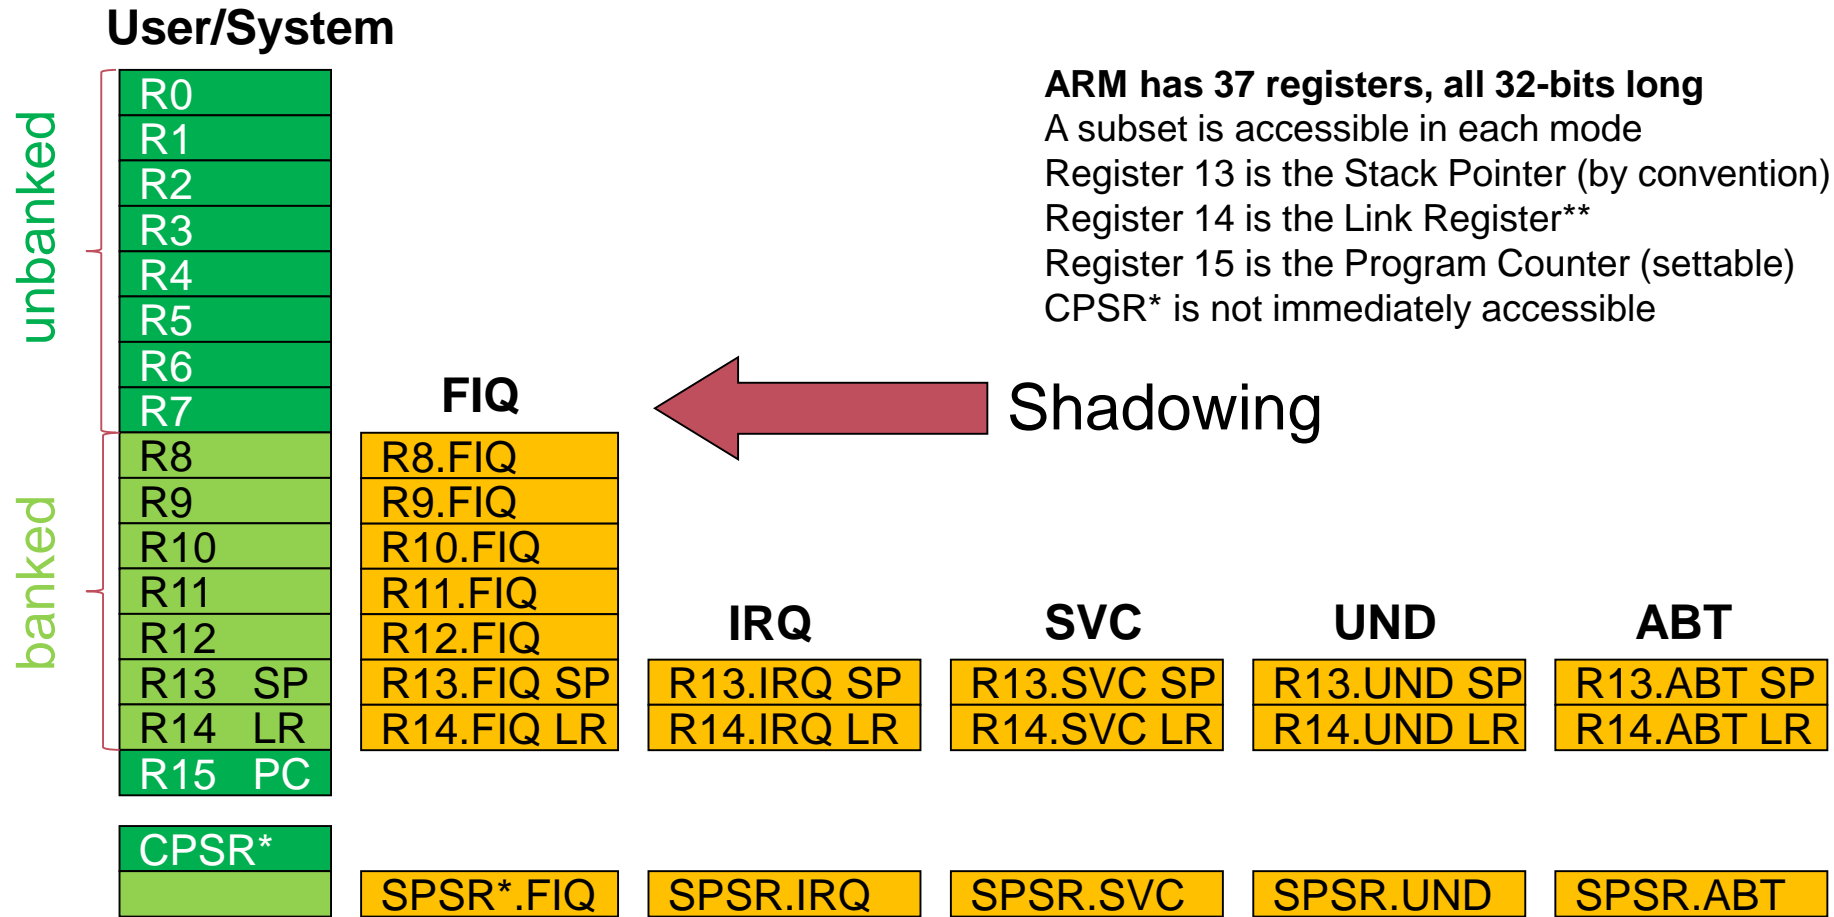 User/System
unbanked
R0
R1
R2
R3
R4
R5
R6
R7
banked
R8
R9
R10
R11
R12
R13 SP
R14 LR
R15 PC
CPSR*
FIQ
R8.FIQ
R9.FIQ
R10.FIQ
R11.FIQ
R12.FIQ
R13.FIQ SP
R14.FIQ LR
SPSR*.FIQ
IRQ
R13.IRQ SP
R14.IRQ LR
SPSR.IRQ
SVC
R13.SVC SP
R14.SVC LR
SPSR.SVC
UND
R13.UND SP
R14.UND LR
SPSR.UND
ABT
R13.ABT SP
R14.ABT LR
SPSR.ABT
ARM has 37 registers, all 32-bits long
A subset is accessible in each mode
Register 13 is the Stack Pointer (by convention)
Register 14 is the Link Register**
Register 15 is the Program Counter (settable)
CPSR* is not immediately accessible
Shadowing